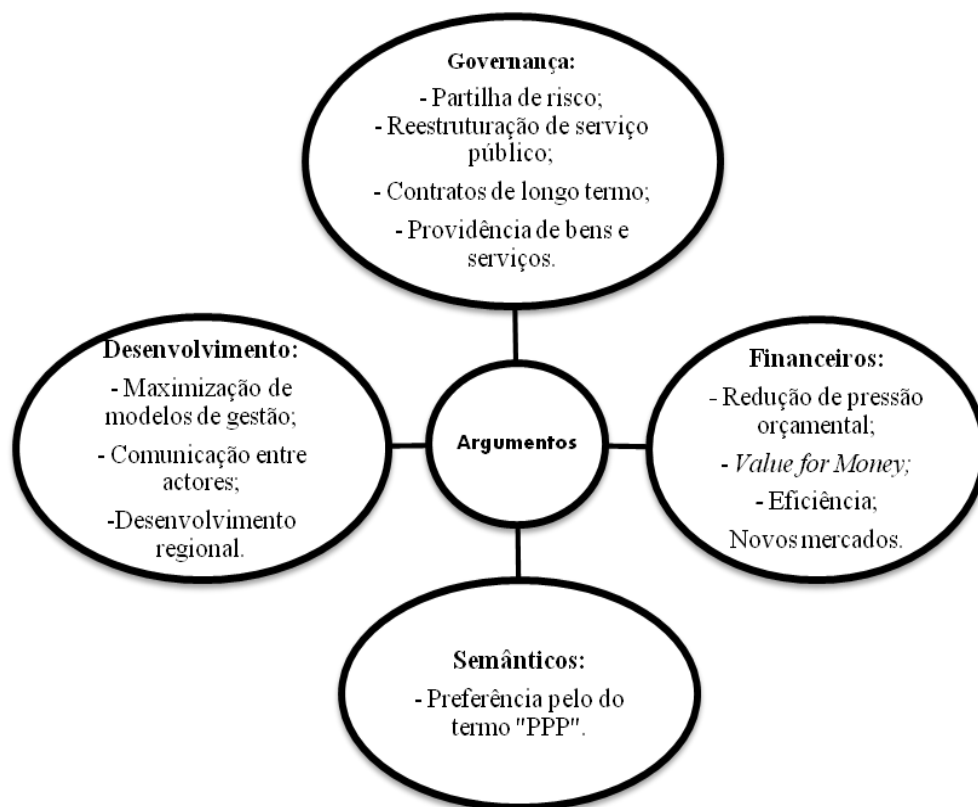 Governança:
- Partilha de risco;
- Reestruturação de serviço
público;
- Contratos de longo termo;
- Providência de bens e
serviços.
Desenvolvimento:
- Maximização de
modelos de gestão;
- Comunicação entre
actores;
-Desenvolvimento
regional.
Argumentos
Financeiros:
- Redução de pressão
orçamental;
- Value for Money;
- Eficiência;
Novos mercados.
Semânticos:
- Preferência pelo do
termo "PPP".